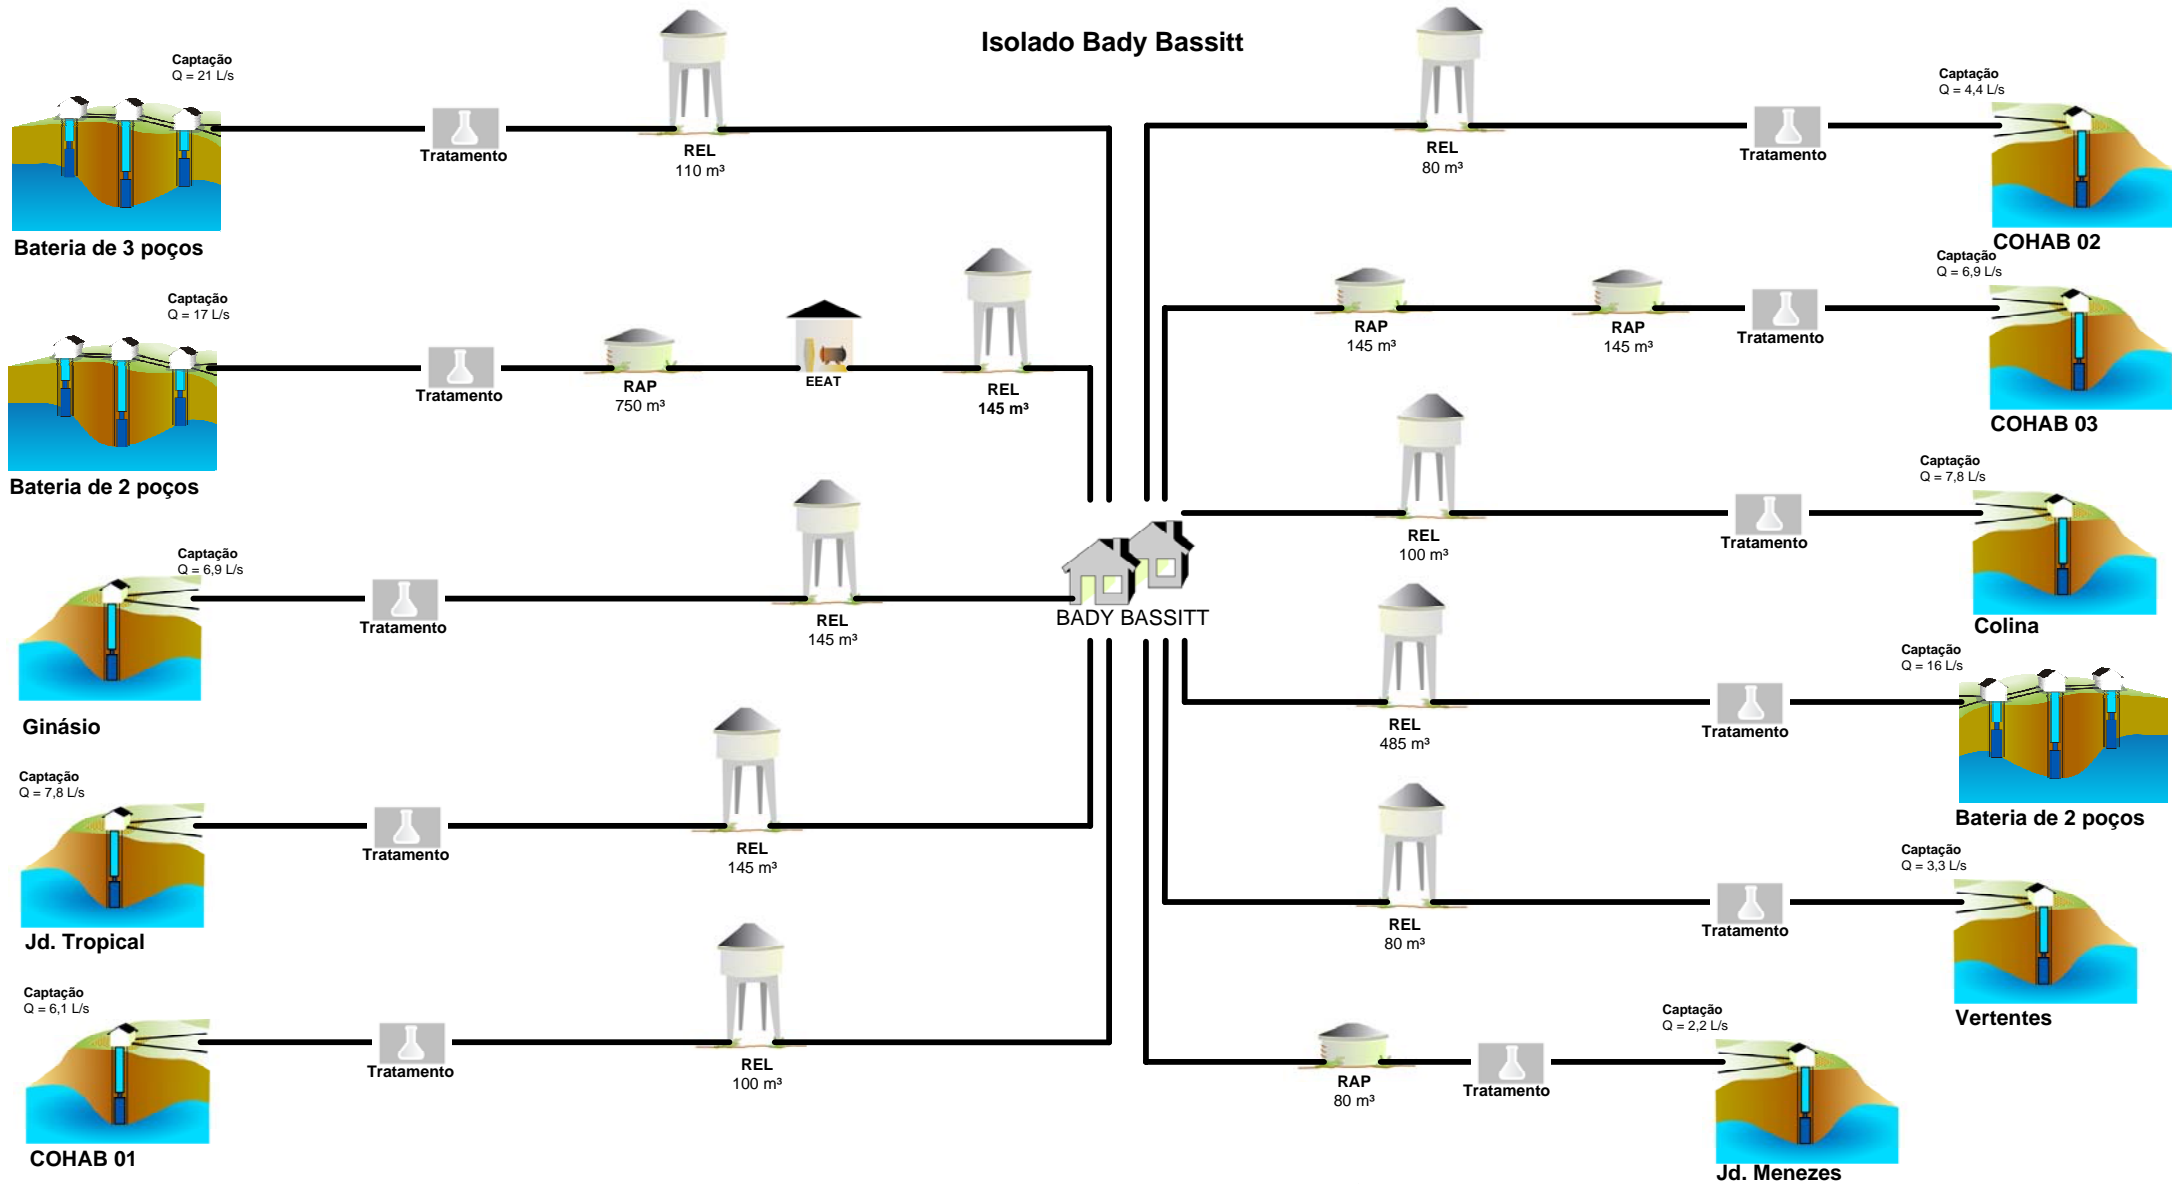 Isolado Bady Bassitt
Captação
Q = 21 L/s
Tratamento
REL
110 m³
Bateria de 3 poços
Captação
Q = 17 L/s
Tratamento
RAP
750 m³
EEAT
REL
145 m³
Bateria de 2 poços
Captação
Q = 6,9 L/s
Tratamento
REL
145 m³
Ginásio
Captação
Q = 7,8 L/s
Tratamento
REL
145 m³
Jd. Tropical
Captação
Q = 6,1 L/s
Tratamento
REL
100 m³
COHAB 01
BADY BASSITT
Captação
Q = 4,4 L/s
REL
80 m³
Tratamento
COHAB 02
Captação
Q = 6,9 L/s
RAP
145 m³
RAP
145 m³
Tratamento
COHAB 03
Captação
Q = 7,8 L/s
REL
100 m³
Tratamento
Colina
Captação
Q = 16 L/s
REL
485 m³
Tratamento
Bateria de 2 poços
Captação
Q = 3,3 L/s
REL
80 m³
Tratamento
Vertentes
Captação
Q = 2,2 L/s
RAP
80 m³
Tratamento
Jd. Menezes